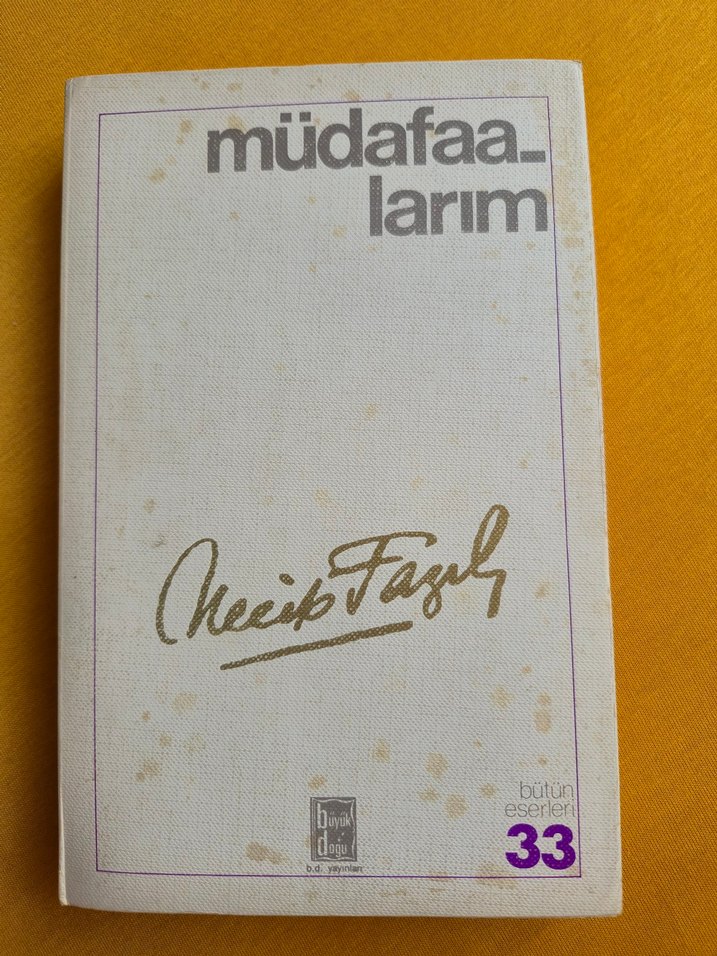 müdafaa-
larım
Necip Fazıl
büyük
doğu
b.d. yayınları
bütün
eserleri
33